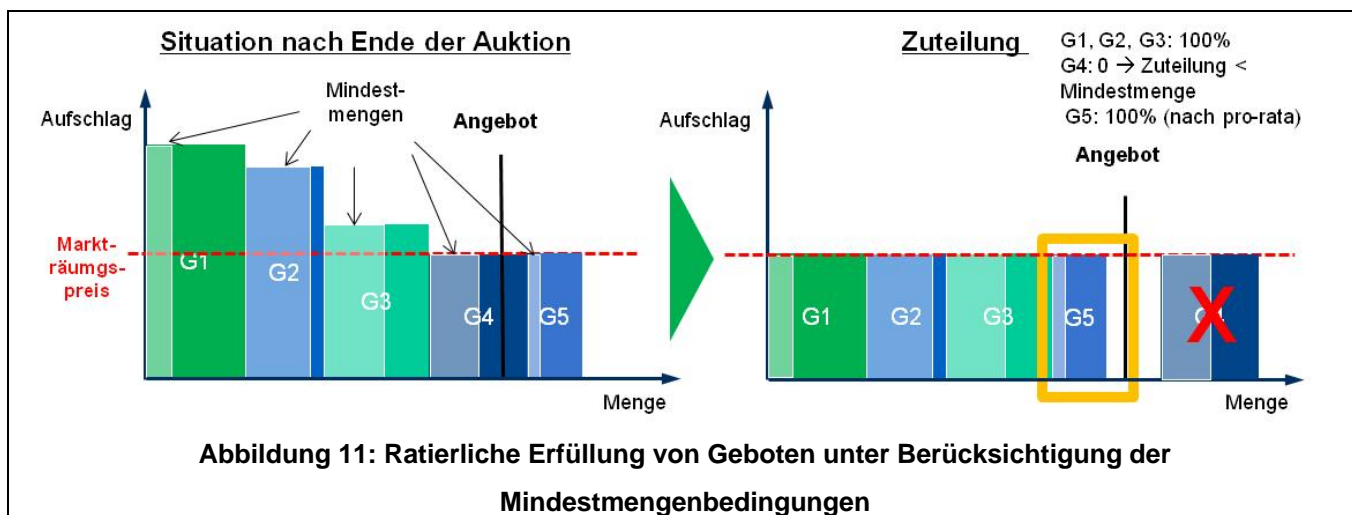 Situation nach Ende der Auktion
Mindest-
mengen
Aufschlag
Angebot
Markt-
räumgs-
preis
G1
G2
G3
G4
G5
Menge
Zuteilung
G1, G2, G3: 100%
G4: 0 → Zuteilung <
Mindestmenge
G5: 100% (nach pro-rata)
Aufschlag
Angebot
G1
G2
G3
G5
X
Menge
Abbildung 11: Ratierliche Erfüllung von Geboten unter Berücksichtigung der
Mindestmengenbedingungen